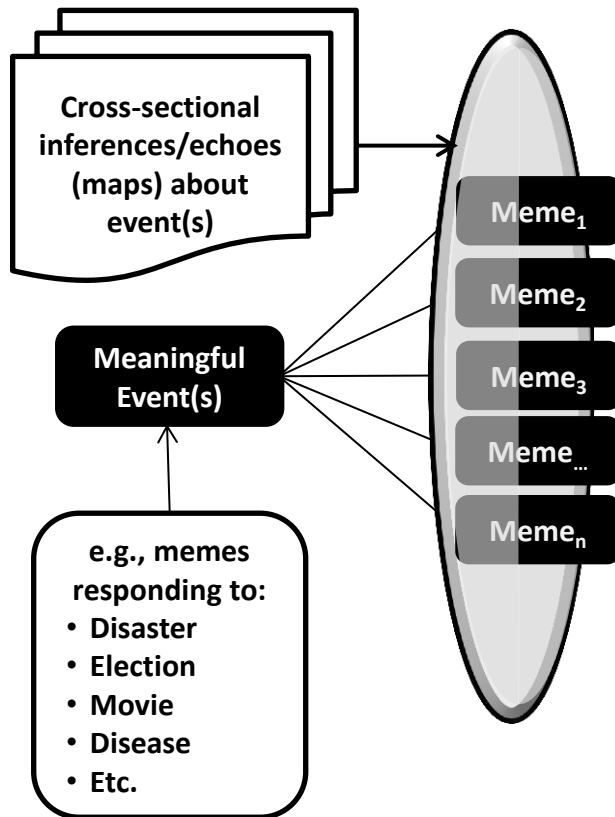 Cross-sectional
inferences/echoes
(maps) about
event(s)
Meme₁
Meme₂
Meme₃
Meme...
Memeₙ
Meaningful
Event(s)
e.g., memes
responding to:
• Disaster
• Election
• Movie
• Disease
• Etc.